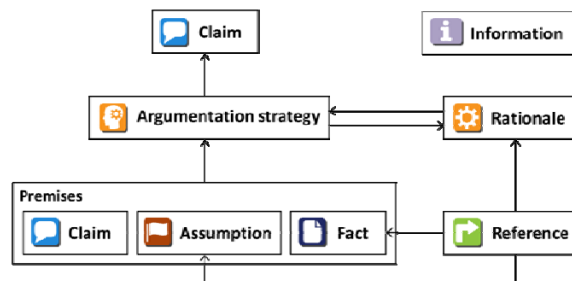 Claim
Information
Argumentation strategy
Rationale
Premises
Claim
Assumption
Fact
Reference